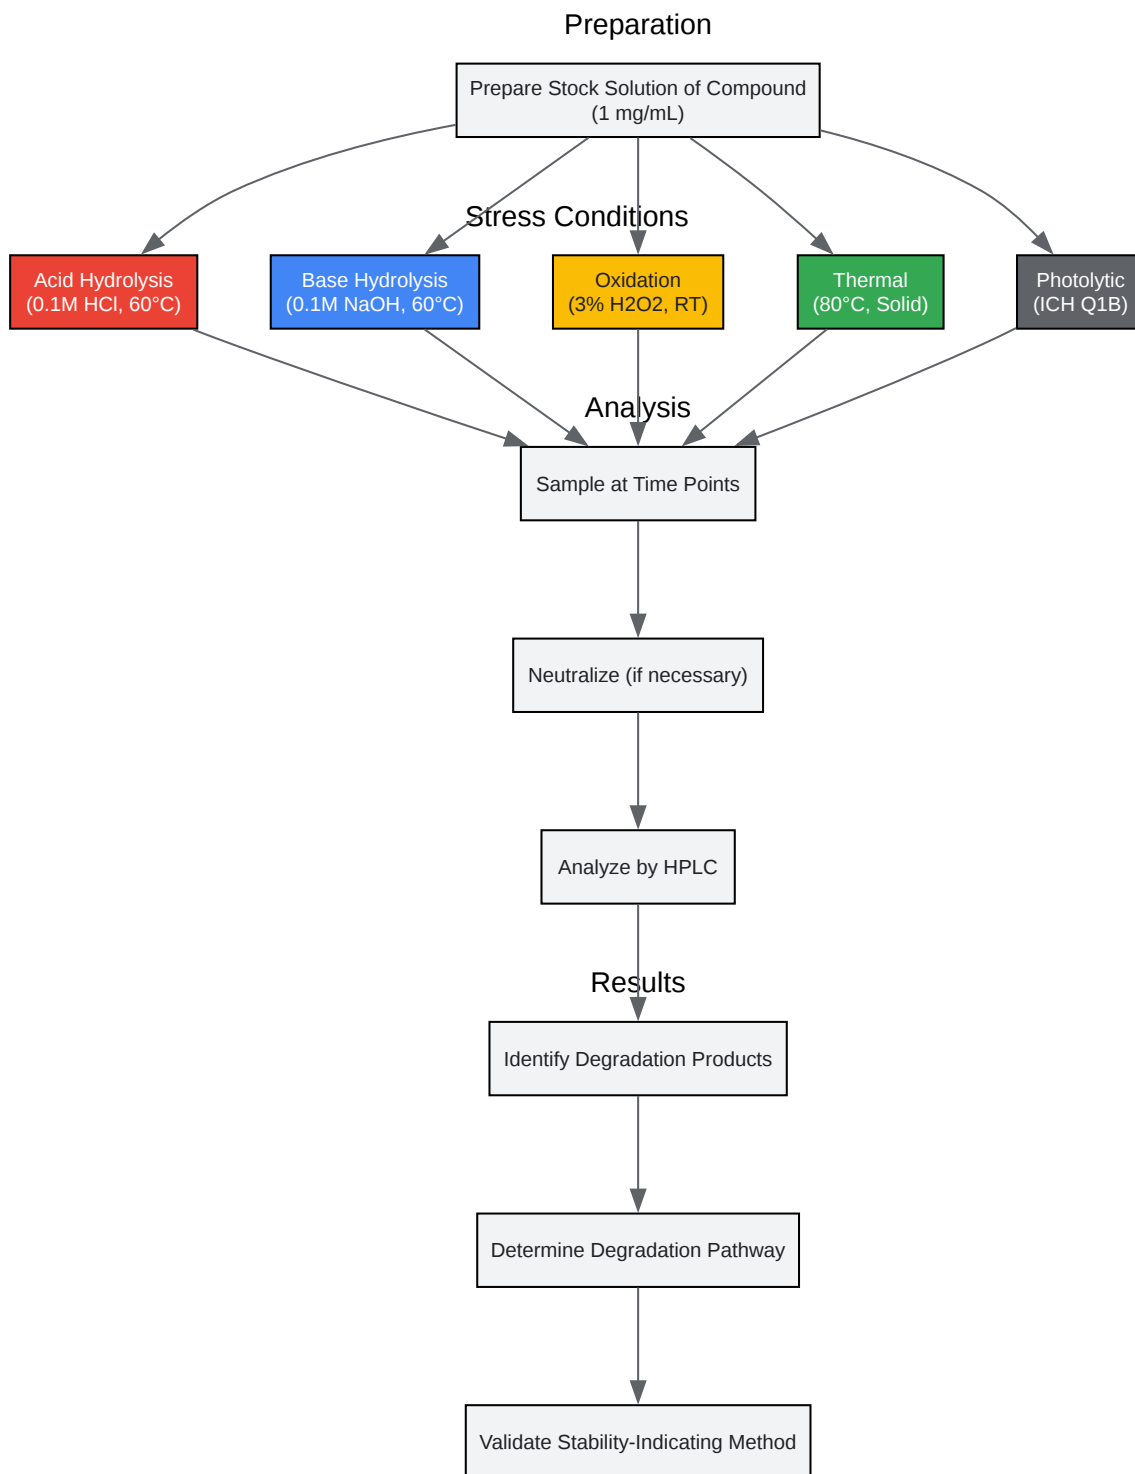 Preparation
Prepare Stock Solution of Compound
(1 mg/mL)
Stress Conditions
Acid Hydrolysis
(0.1M HCl, 60°C)
Base Hydrolysis
(0.1M NaOH, 60°C)
Oxidation
(3% H2O2, RT)
Thermal
(80°C, Solid)
Photolytic
(ICH Q1B)
Analysis
Sample at Time Points
Neutralize (if necessary)
Analyze by HPLC
Results
Identify Degradation Products
Determine Degradation Pathway
Validate Stability-Indicating Method